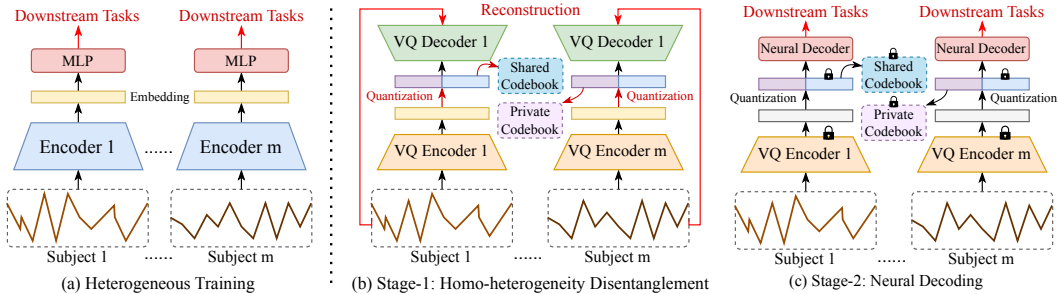 Downstream Tasks
Downstream Tasks
MLP
MLP
Embedding
Encoder 1
......
Encoder m
Subject 1
......
Subject m
(a) Heterogeneous Training
Reconstruction
VQ Decoder 1
VQ Decoder 1
Shared
Codebook
Quantization
Quantization
Private
Codebook
VQ Encoder 1
VQ Encoder m
Subject 1
......
Subject m
(b) Stage-1: Homo-heterogeneity Disentanglement
Downstream Tasks
Downstream Tasks
Neural Decoder
Neural Decoder
Shared
Codebook
Quantization
Quantization
Private
Codebook
VQ Encoder 1
VQ Encoder m
Subject 1
......
Subject m
(c) Stage-2: Neural Decoding